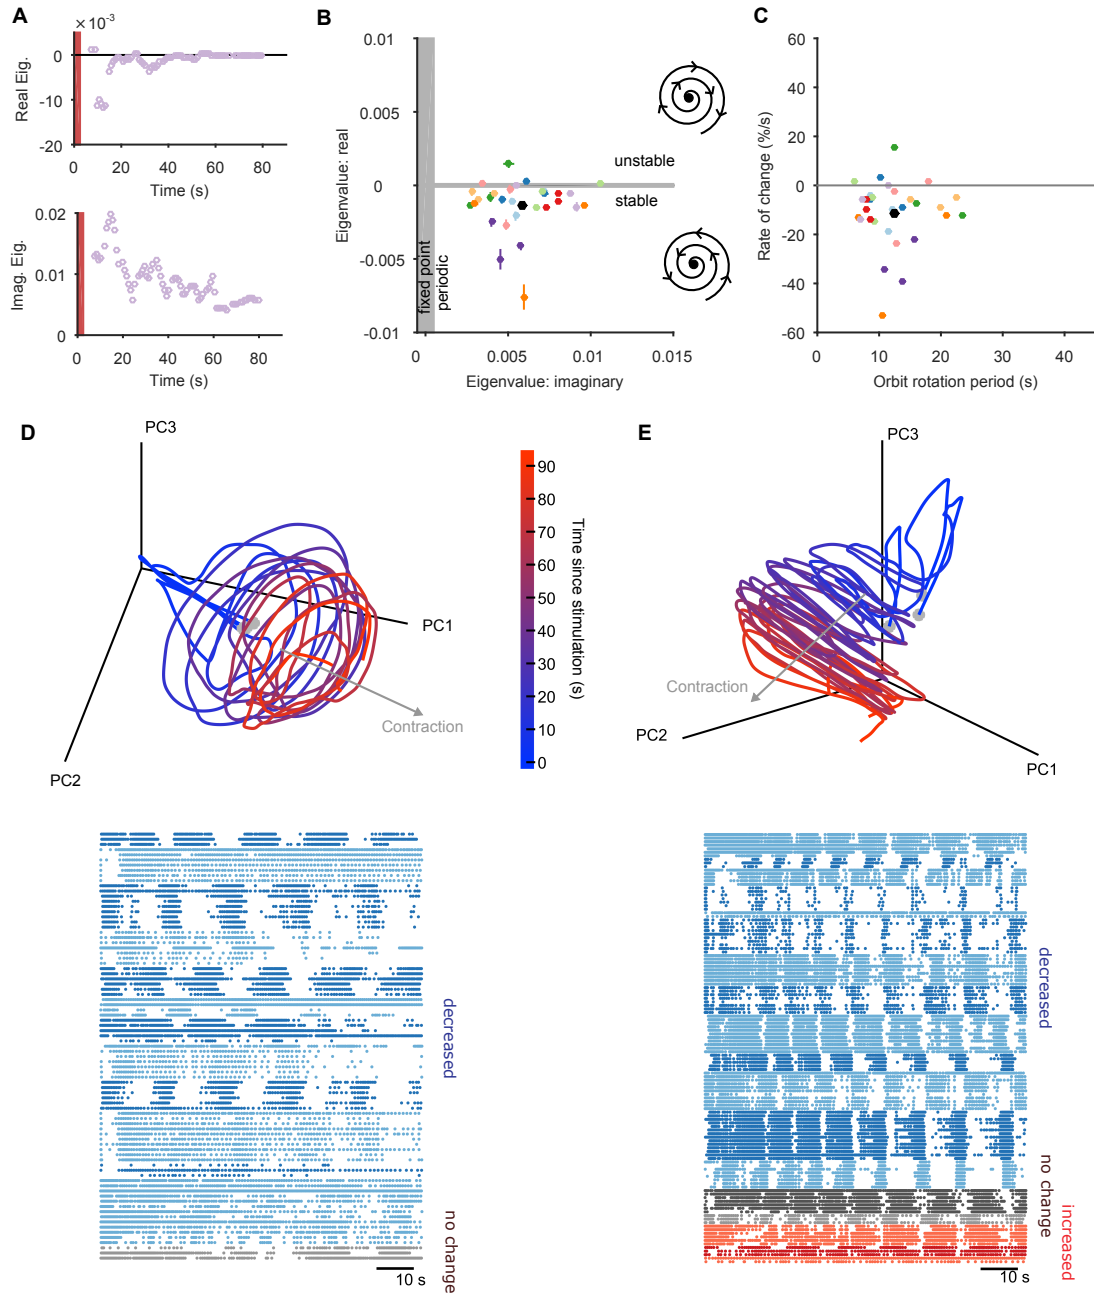 A
×10⁻³
Real Eig.
0
-10
-20
0 20 40 60 80
Time (s)
Imag. Eig.
0.02
0.01
0
0 20 40 60 80
Time (s)
B
Eigenvalue: real
0.01
0.005
0
-0.005
-0.01
unstable
stable
fixed point
periodic
0 0.005 0.01 0.015
Eigenvalue: imaginary
C
Rate of change (%/s)
60
40
20
0
-20
-40
-60
0 10 20 30 40
Orbit rotation period (s)
D
PC3
PC1
PC2
Contraction
90
80
70
60
50
40
30
20
10
0
Time since stimulation (s)
E
PC3
Contraction
PC2
PC1
decreased
no change
10 s
decreased
no change
increased
10 s